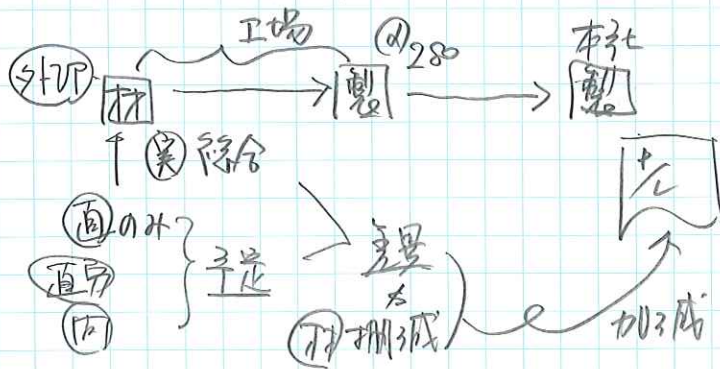 工場
外UP 材 製 @280 本社 製
↑ 実 総合
直のみ
直労 予定 差異 P/L
間 材 棚減 加減